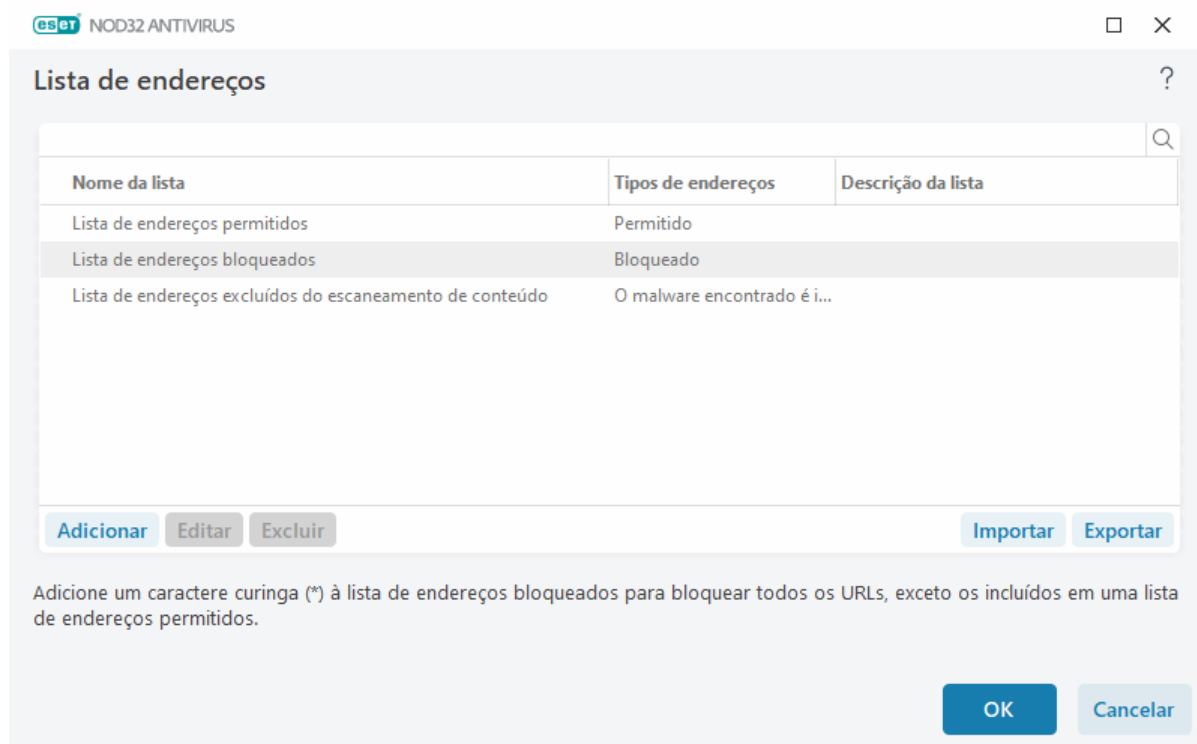 eset NOD32 ANTIVIRUS
Lista de endereços
?
Nome da lista Tipos de endereços Descrição da lista
Lista de endereços permitidos Permitido
Lista de endereços bloqueados Bloqueado
Lista de endereços excluídos do escaneamento de conteúdo O malware encontrado é i...
Adicionar Editar Excluir Importar Exportar
Adicione um caractere curinga (*) à lista de endereços bloqueados para bloquear todos os URLs, exceto os incluídos em uma lista
de endereços permitidos.
OK Cancelar